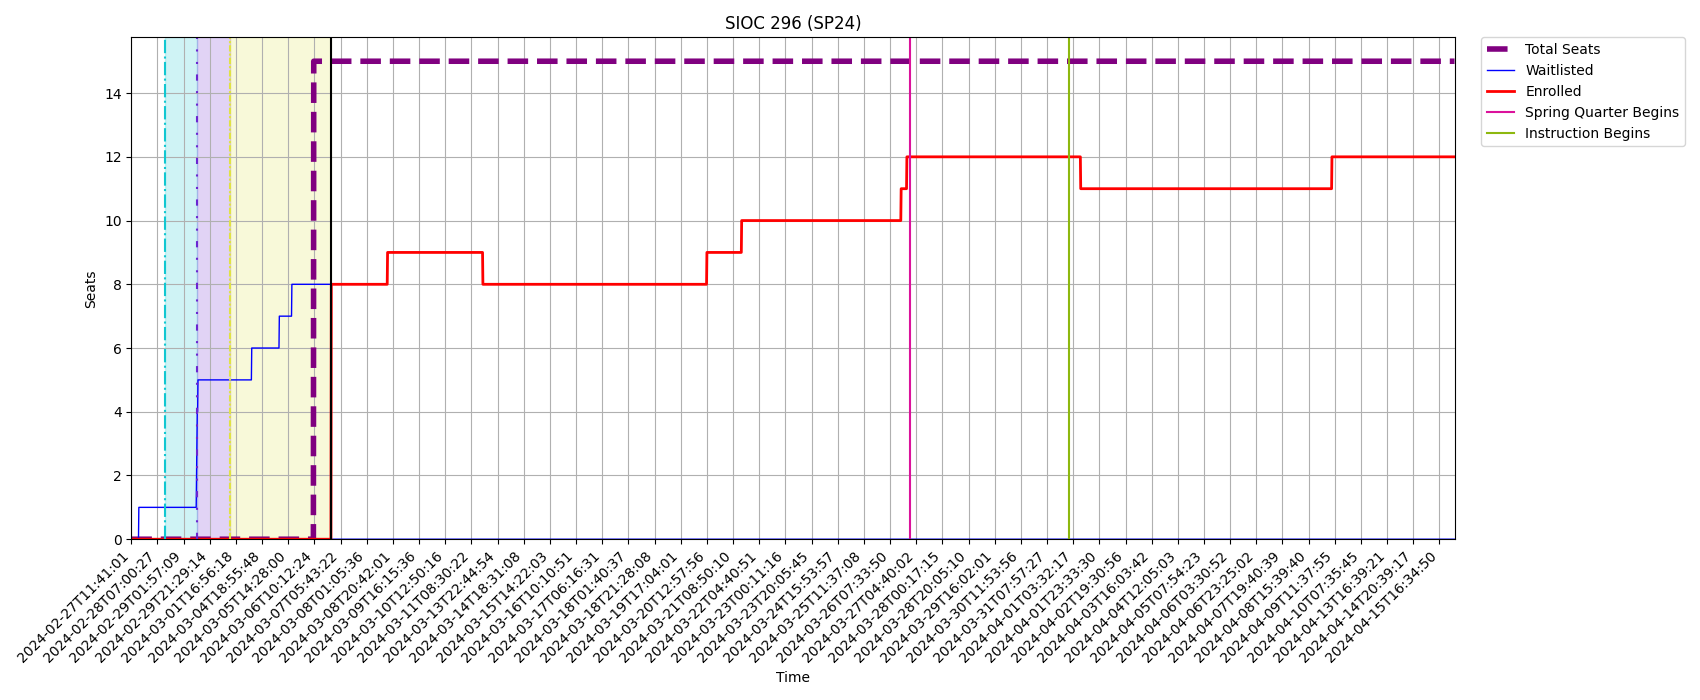 SIOC 296 (SP24)
Total Seats
Waitlisted
Enrolled
Spring Quarter Begins
Instruction Begins
Seats
14
12
10
8
6
4
2
0
2024-02-27T11:41:01
2024-02-28T07:00:27
2024-02-29T01:57:09
2024-02-29T21:29:14
2024-03-01T16:56:18
2024-03-04T18:55:48
2024-03-05T14:28:00
2024-03-06T10:12:24
2024-03-07T05:43:22
2024-03-08T01:05:36
2024-03-08T20:42:01
2024-03-09T16:15:36
2024-03-10T12:50:16
2024-03-11T08:30:22
2024-03-13T22:44:54
2024-03-14T18:31:08
2024-03-15T14:22:03
2024-03-16T10:10:51
2024-03-17T06:16:31
2024-03-18T01:40:37
2024-03-18T21:28:08
2024-03-19T17:04:01
2024-03-20T12:57:56
2024-03-21T08:50:10
2024-03-22T04:40:51
2024-03-23T00:11:16
2024-03-23T20:05:45
2024-03-24T15:53:57
2024-03-25T11:37:08
2024-03-26T07:33:50
2024-03-27T04:40:02
2024-03-28T00:17:15
2024-03-28T20:05:10
2024-03-29T16:02:01
2024-03-30T11:53:56
2024-03-31T07:57:27
2024-04-01T03:32:17
2024-04-01T23:33:30
2024-04-02T19:30:56
2024-04-03T16:03:42
2024-04-04T12:05:03
2024-04-05T07:54:23
2024-04-06T03:30:52
2024-04-06T23:25:02
2024-04-07T19:40:39
2024-04-08T15:39:40
2024-04-09T11:37:55
2024-04-10T07:35:45
2024-04-13T16:39:21
2024-04-14T20:39:17
2024-04-15T16:34:50
Time